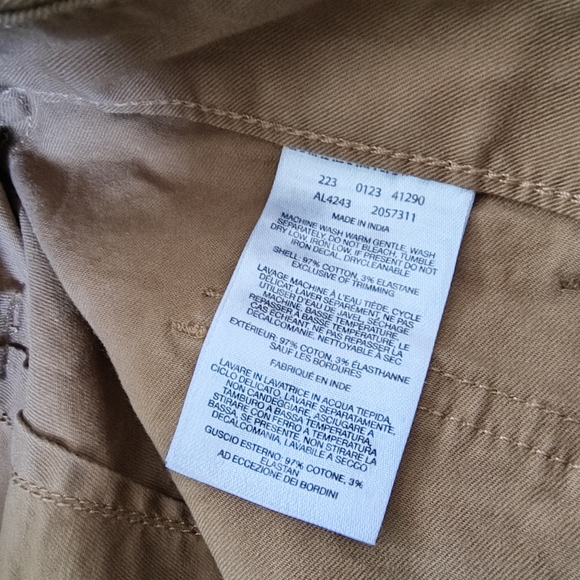 223 0123 41290
AL4243 2057311
MADE IN INDIA
MACHINE WASH WARM GENTLE, WASH
SEPARATELY, DO NOT BLEACH, TUMBLE
DRY LOW, IRON LOW, IF PRESENT DO NOT
IRON DECAL, DRYCLEANABLE
SHELL: 97% COTTON, 3% ELASTANE
EXCLUSIVE OF TRIMMING
LAVAGE MACHINE À L'EAU TIÈDE, CYCLE
DELICAT, LAVER SEPARÉMENT, NE PAS
UTILISER D'EAU DE JAVEL, SÉCHAGE
MACHINE, BASSE TEMPÉRATURE,
REPASSER À BASSE TEMPÉRATURE,
CAS ÉCHÉANT, NE PAS REPASSER LA
DÉCALCOMANIE, NETTOYABLE À SEC
EXTÉRIEUR: 97% COTON, 3% ÉLASTHANNE
SAUF LES BORDURES
FABRIQUÉ EN INDE
LAVARE IN LAVATRICE IN ACQUA TIEPIDA,
CICLO DELICATO, LAVARE SEPARATAMENTE,
NON CANDEGGIARE, ASCIUGARE A
TAMBURO A BASSA TEMPERATURA,
STIRARE CON FERRO A TEMPERATURA
BASSA, SE PRESENTE, NON STIRARE LA
DECALCOMANIA, LAVABILE A SECCO
GUSCIO ESTERNO: 97% COTONE, 3%
ELASTAN
AD ECCEZIONE DEI BORDINI